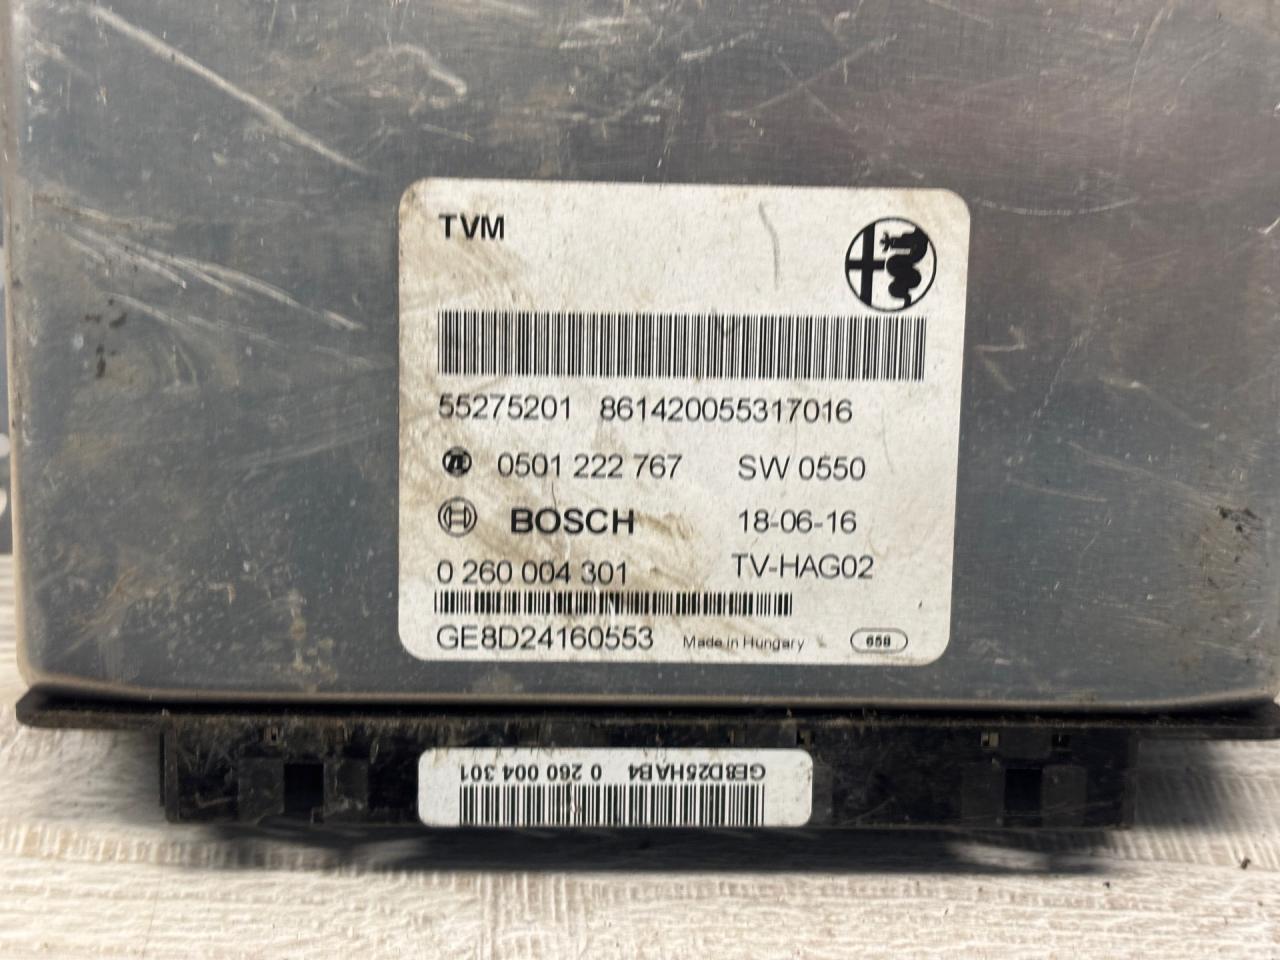 TVM
55275201 861420055317016
ZF 0501 222 767 SW 0550
BOSCH 18-06-16
0 260 004 301 TV-HAG02
GE8D24160553 Made in Hungary 658
GE8D25HAB4 0 260 004 301